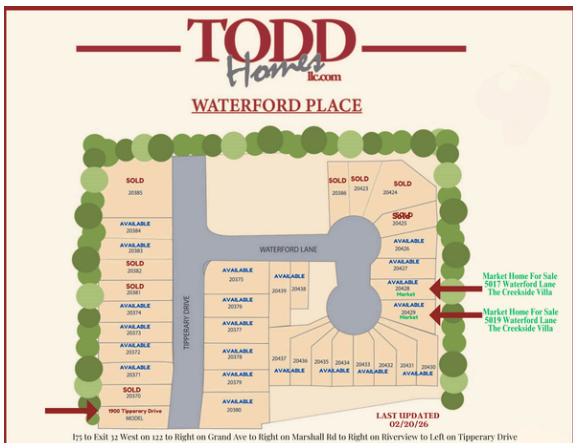 TODD
Homes
llc.com
WATERFORD PLACE
SOLD
20385
AVAILABLE
20384
AVAILABLE
20383
SOLD
20382
SOLD
20381
AVAILABLE
20374
AVAILABLE
20373
AVAILABLE
20372
AVAILABLE
20371
SOLD
20370
1900 Tipperary Drive
MODEL
TIPPERARY DRIVE
WATERFORD LANE
AVAILABLE
20375
AVAILABLE
20376
AVAILABLE
20377
AVAILABLE
20378
AVAILABLE
20379
AVAILABLE
20380
AVAILABLE
20439 20438
SOLD SOLD SOLD
20386 20423 20424
Sold
20425
AVAILABLE
20426
AVAILABLE
20427
AVAILABLE
20428
Market
AVAILABLE
20429
Market
20437 20436 20435 20434 20433 20432 20431 20430
AVAILABLE AVAILABLE AVAILABLE AVAILABLE
Market Home For Sale
5017 Waterford Lane
The Creekside Villa
Market Home For Sale
5019 Waterford Lane
The Creekside Villa
LAST UPDATED
02/20/26
I75 to Exit 32 West on 122 to Right on Grand Ave to Right on Marshall Rd to Right on Riverview to Left on Tipperary Drive